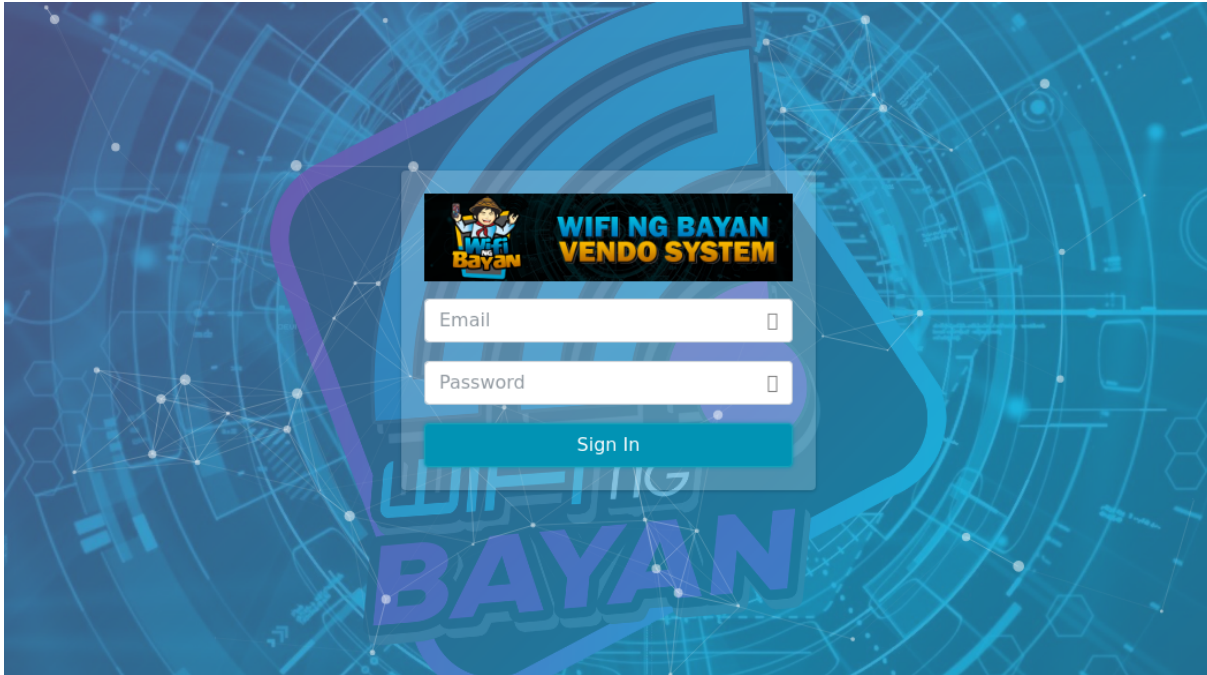 WiFi
NG
BaYaN
WIFI NG BAYAN
VENDO SYSTEM
Email
Password
Sign In
WIFI NG
BAYAN